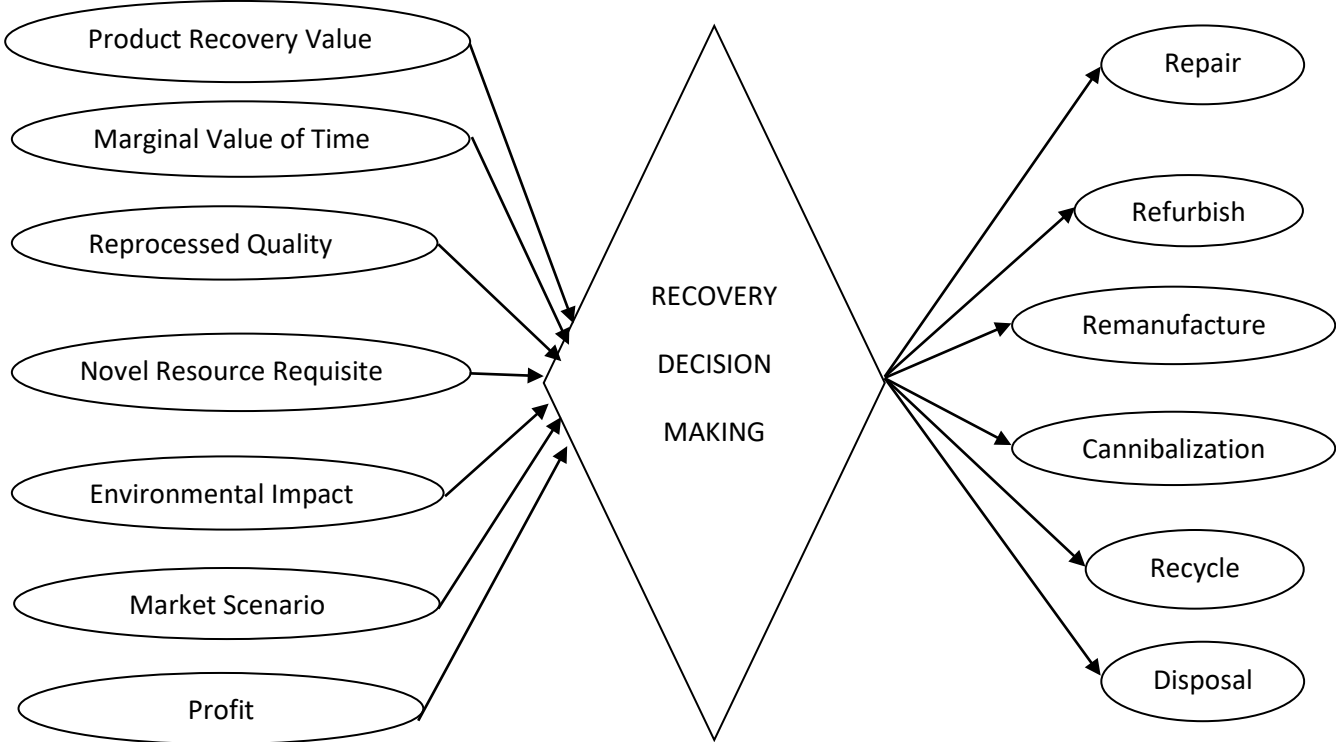 Product Recovery Value
Marginal Value of Time
Reprocessed Quality
Novel Resource Requisite
Environmental Impact
Market Scenario
Profit
RECOVERY
DECISION
MAKING
Repair
Refurbish
Remanufacture
Cannibalization
Recycle
Disposal